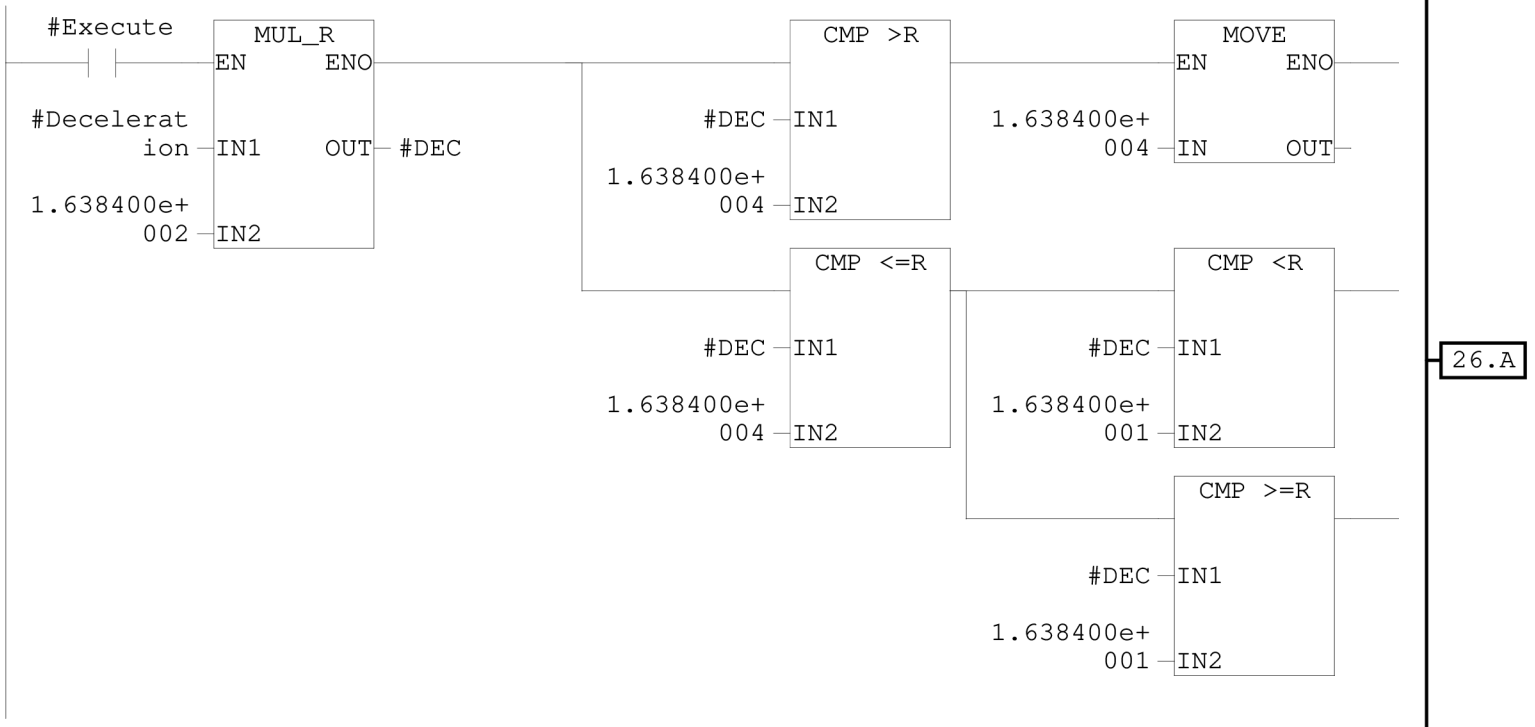 #Execute
MUL_R
EN ENO
#Decelerat
ion IN1 OUT #DEC
1.638400e+
002 IN2
CMP >R
#DEC IN1
1.638400e+
004 IN2
MOVE
EN ENO
1.638400e+
004 IN OUT
CMP <=R
#DEC IN1
1.638400e+
004 IN2
CMP <R
#DEC IN1
1.638400e+
001 IN2
CMP >=R
#DEC IN1
1.638400e+
001 IN2
26.A